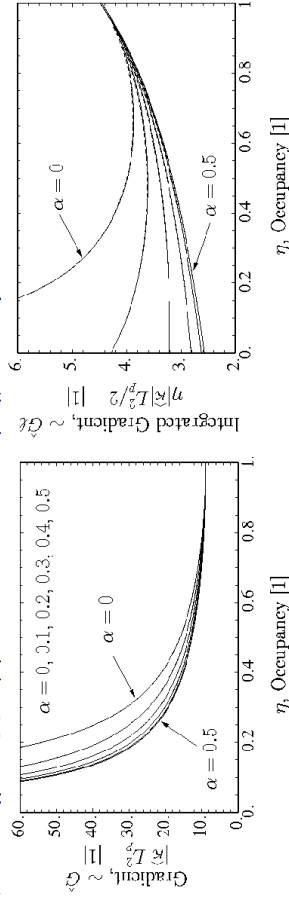 60.
50.
40.
30.
20.
10.
0.
0.
0.2
0.4
0.6
0.8
1.
Gradient, ∼ Ĝ
|κ̂| L²ₚ [1]
η, Occupancy [1]
α = 0, 0.1, 0.2, 0.3, 0.4, 0.5
α = 0
α = 0.5
6.
5.
4.
3.
2.
0
0.2
0.4
0.6
0.8
1.
Integrated Gradient, ∼ Ĝℓ
η|κ̂|L²ₚ/2 [1]
η, Occupancy [1]
α = 0
α = 0.5